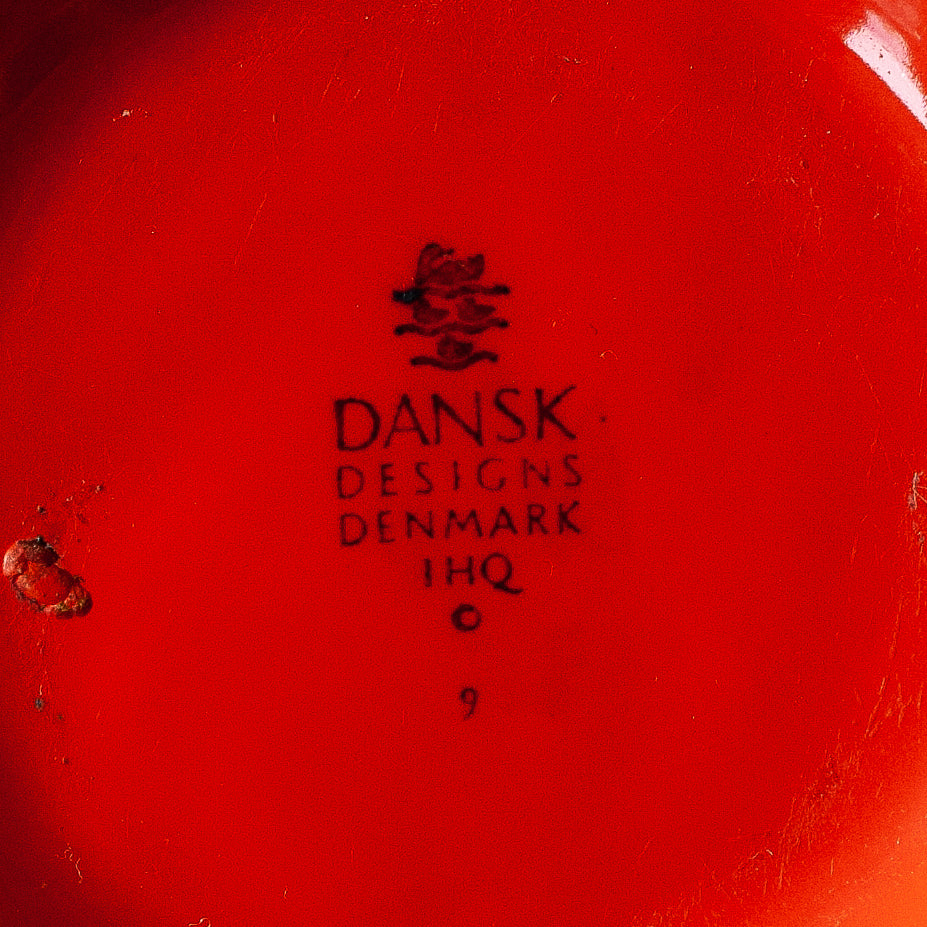 DANSK
DESIGNS
DENMARK
IHQ
O
9